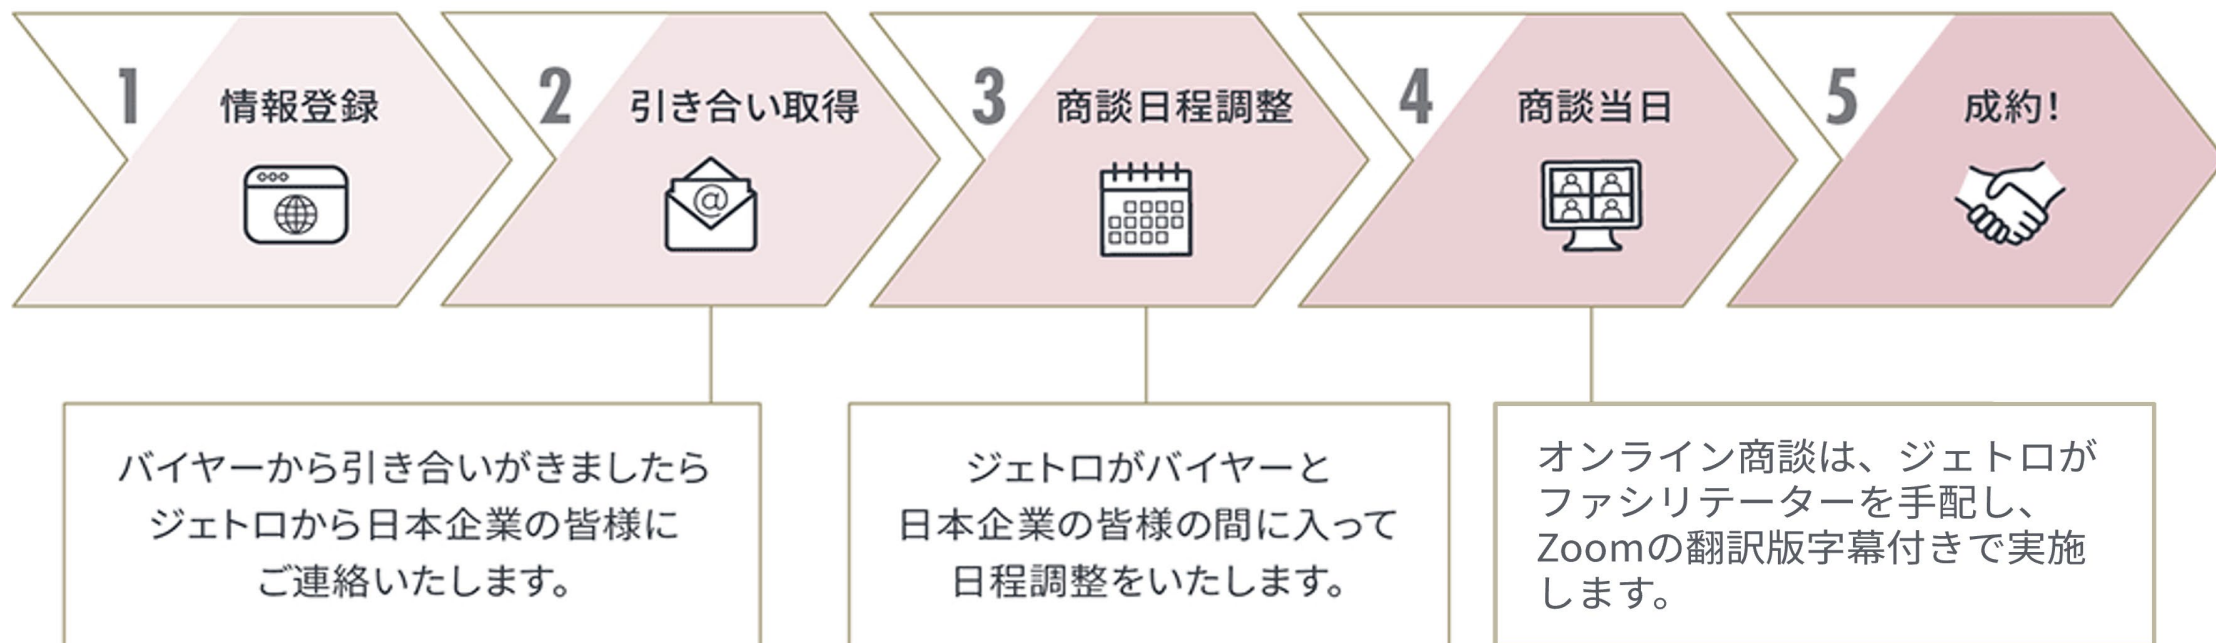 1
情報登録
2
引き合い取得
@
3
商談日程調整
4
商談当日
5
成約!
バイヤーから引き合いがきましたら
ジェトロから日本企業の皆様に
ご連絡いたします。
ジェトロがバイヤーと
日本企業の皆様の間に入って
日程調整をいたします。
オンライン商談は、ジェトロが
ファシリテーターを手配し、
Zoomの翻訳版字幕付きで実施
します。